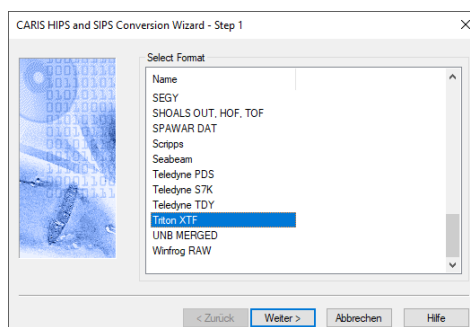 CARIS HIPS and SIPS Conversion Wizard - Step 1
Select Format
Name
SEGY
SHOALS OUT, HOF, TOF
SPAWAR DAT
Scripps
Seabeam
Teledyne PDS
Teledyne S7K
Teledyne TDY
Triton XTF
UNB MERGED
Winfrog RAW
< Zurück Weiter > Abbrechen Hilfe